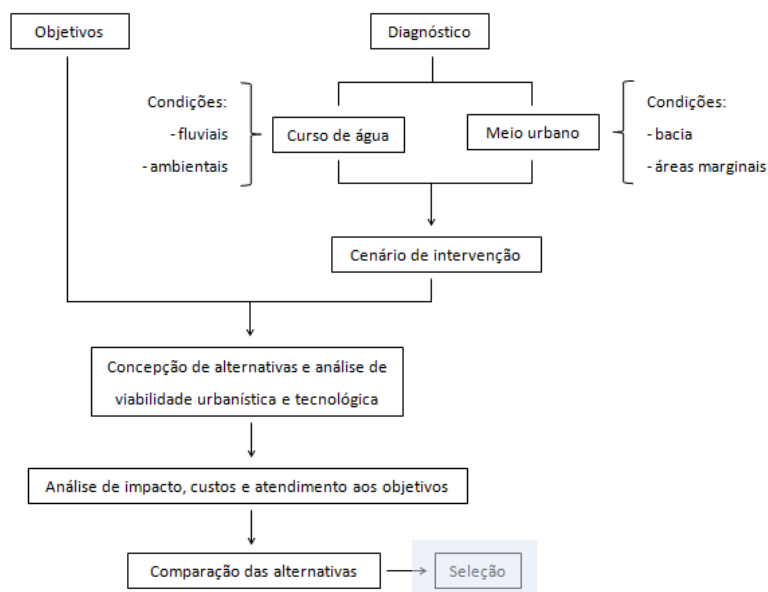 Objetivos
Diagnóstico
Condições:
- fluviais
- ambientais
Curso de água
Meio urbano
Condições:
- bacia
- áreas marginais
Cenário de intervenção
Concepção de alternativas e análise de
viabilidade urbanística e tecnológica
Análise de impacto, custos e atendimento aos objetivos
Comparação das alternativas
Seleção